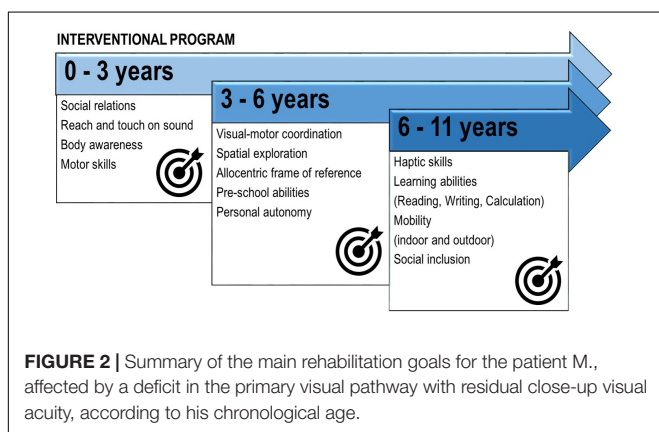 INTERVENTIONAL PROGRAM
0 - 3 years
Social relations
Reach and touch on sound
Body awareness
Motor skills
3 - 6 years
Visual-motor coordination
Spatial exploration
Allocentric frame of reference
Pre-school abilities
Personal autonomy
6 - 11 years
Haptic skills
Learning abilities
(Reading, Writing, Calculation)
Mobility
(indoor and outdoor)
Social inclusion
FIGURE 2 | Summary of the main rehabilitation goals for the patient M.,
affected by a deficit in the primary visual pathway with residual close-up visual
acuity, according to his chronological age.